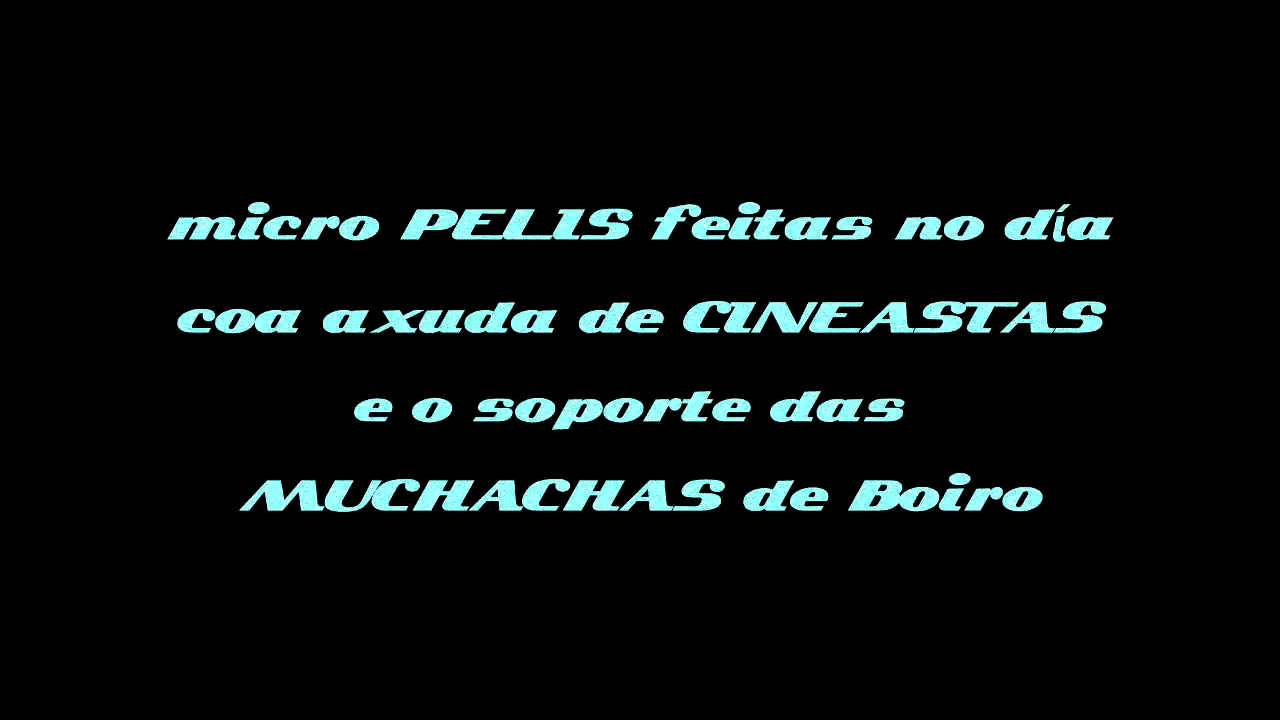 micro PELIS feitas no día
coa axuda de CINEASTAS
e o soporte das
MUCHACHAS de Boiro